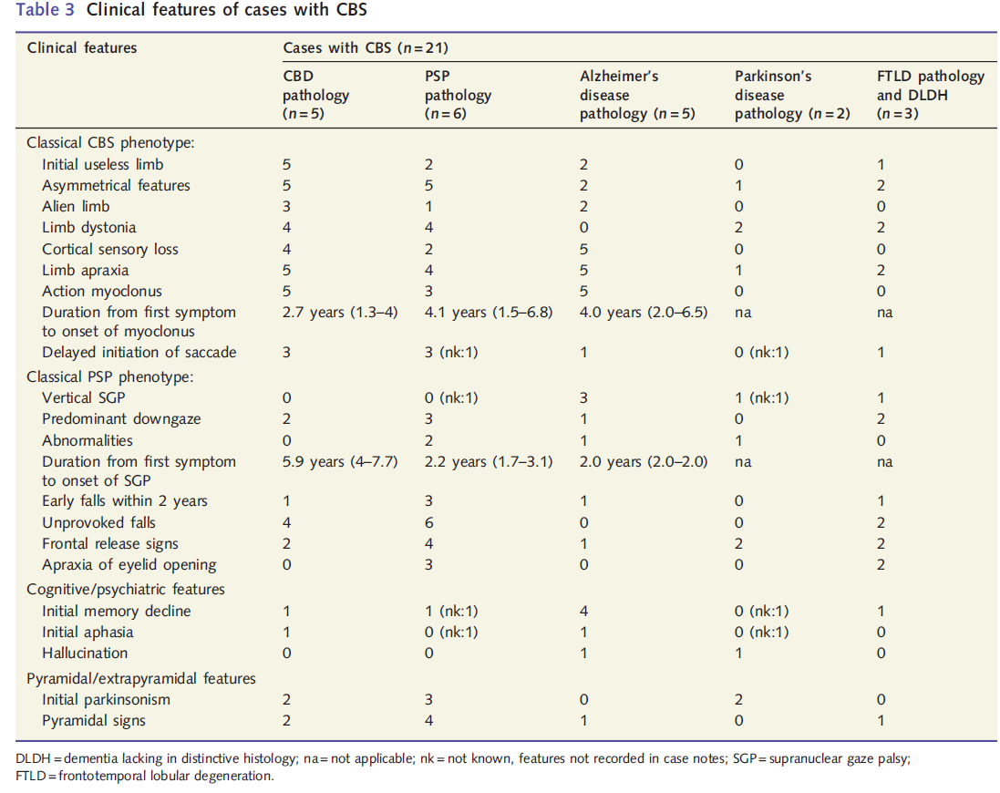 Table 3 Clinical features of cases with CBS
Clinical features Cases with CBS (n=21)
CBD pathology (n=5) PSP pathology (n=6) Alzheimer's disease pathology (n=5) Parkinson's disease pathology (n=2) FTLD pathology and DLDH (n=3)
Classical CBS phenotype:
Initial useless limb 5 2 2 0 1
Asymmetrical features 5 5 2 1 2
Alien limb 3 1 2 0 0
Limb dystonia 4 4 0 2 2
Cortical sensory loss 4 2 5 0 0
Limb apraxia 5 4 5 1 2
Action myoclonus 5 3 5 0 0
Duration from first symptom 2.7 years (1.3–4) 4.1 years (1.5–6.8) 4.0 years (2.0–6.5) na na
to onset of myoclonus
Delayed initiation of saccade 3 3 (nk:1) 1 0 (nk:1) 1
Classical PSP phenotype:
Vertical SGP 0 0 (nk:1) 3 1 (nk:1) 1
Predominant downgaze 2 3 1 0 2
Abnormalities 0 2 1 1 0
Duration from first symptom 5.9 years (4–7.7) 2.2 years (1.7–3.1) 2.0 years (2.0–2.0) na na
to onset of SGP
Early falls within 2 years 1 3 1 0 1
Unprovoked falls 4 6 0 0 2
Frontal release signs 2 4 1 2 2
Apraxia of eyelid opening 0 3 0 0 2
Cognitive/psychiatric features
Initial memory decline 1 1 (nk:1) 4 0 (nk:1) 1
Initial aphasia 1 0 (nk:1) 1 0 (nk:1) 0
Hallucination 0 0 1 1 0
Pyramidal/extrapyramidal features
Initial parkinsonism 2 3 0 2 0
Pyramidal signs 2 4 1 0 1
DLDH = dementia lacking in distinctive histology; na = not applicable; nk = not known, features not recorded in case notes; SGP = supranuclear gaze palsy;
FTLD = frontotemporal lobular degeneration.